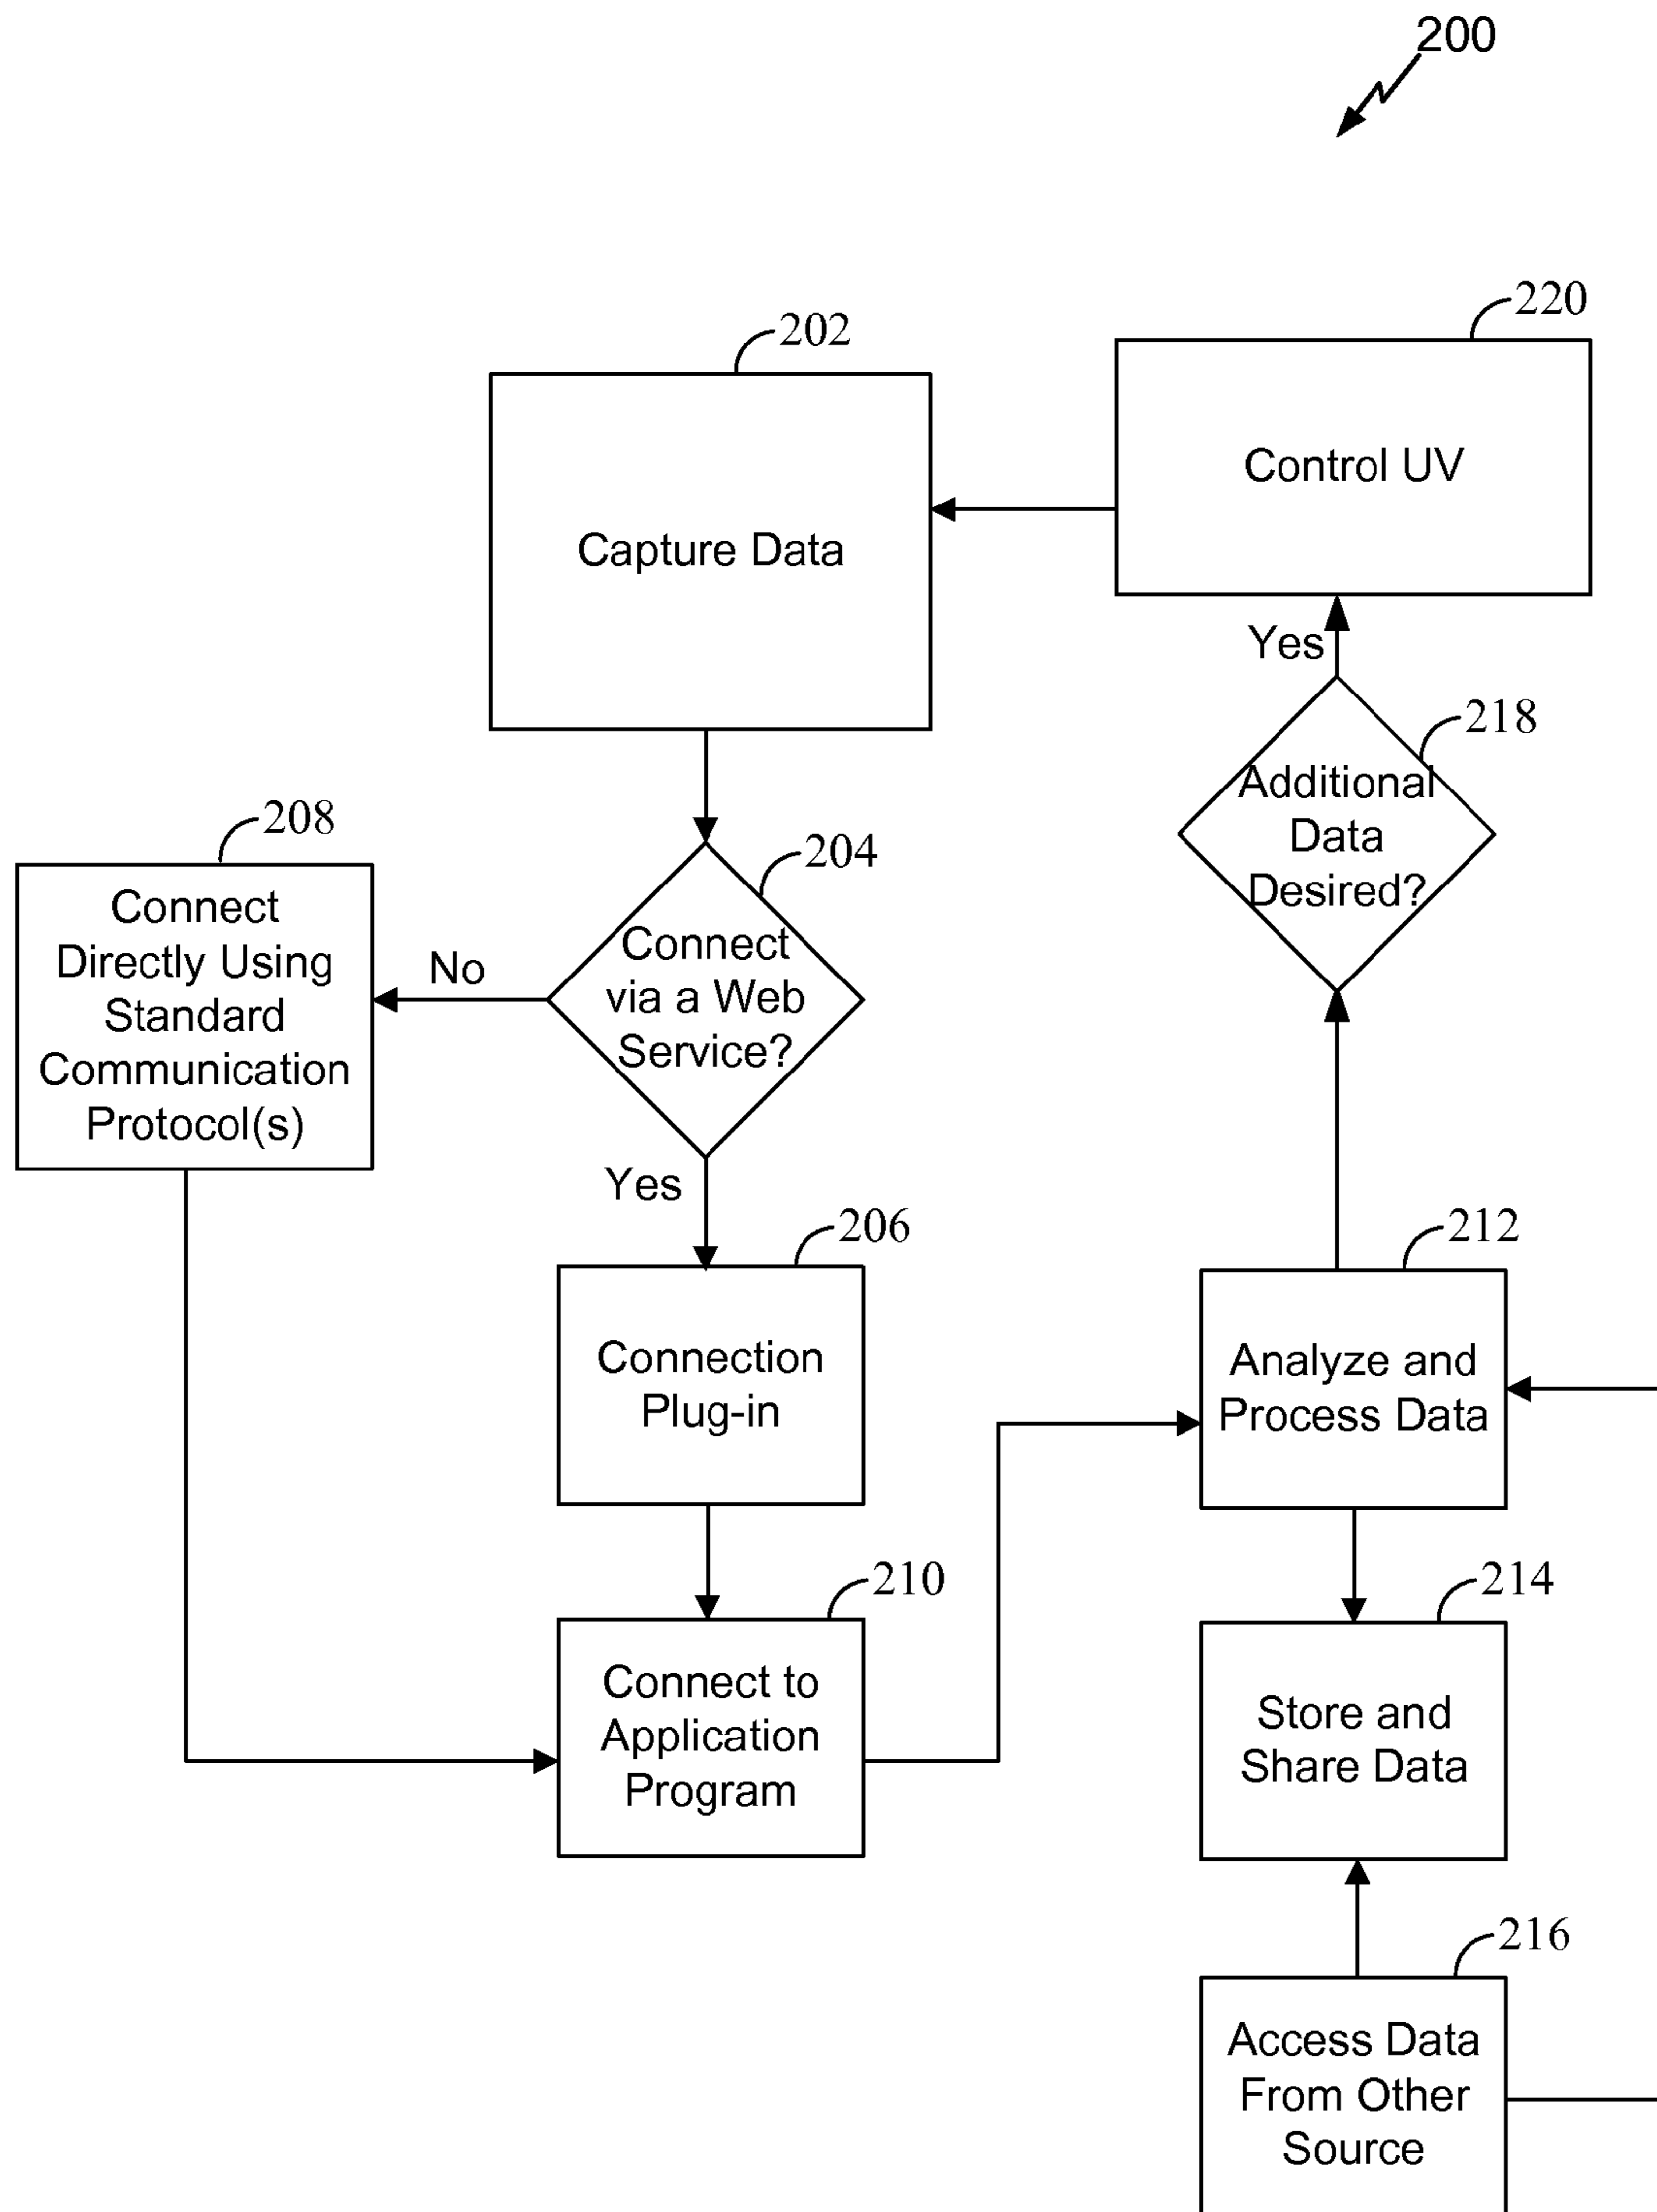 200
220
202
Control UV
Capture Data
Yes
218
Additional
Data
Desired?
208
204
Connect
Directly Using
Standard
Communication
Protocol(s)
No
Connect
via a Web
Service?
Yes
206
212
Connection
Plug-in
Analyze and
Process Data
210
214
Connect to
Application
Program
Store and
Share Data
216
Access Data
From Other
Source